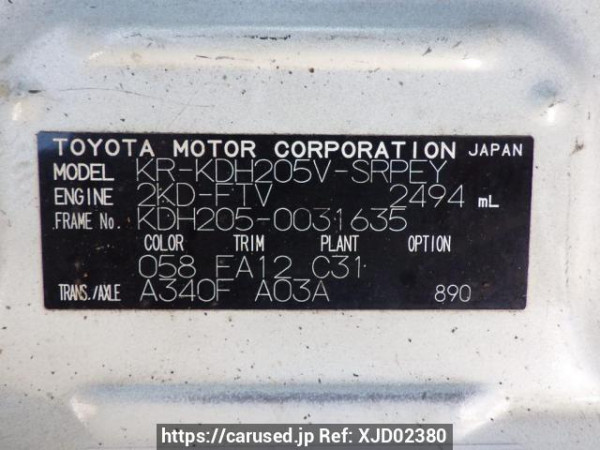 TOYOTA MOTOR CORPORATION JAPAN
MODEL KR-KDH205V-SRPEY
ENGINE 2KD-FTV 2494 mL
FRAME No. KDH205-0031635
COLOR TRIM PLANT OPTION
058 FA12 C31
TRANS./AXLE A340F A03A 890
https://carused.jp Ref: XJD02380